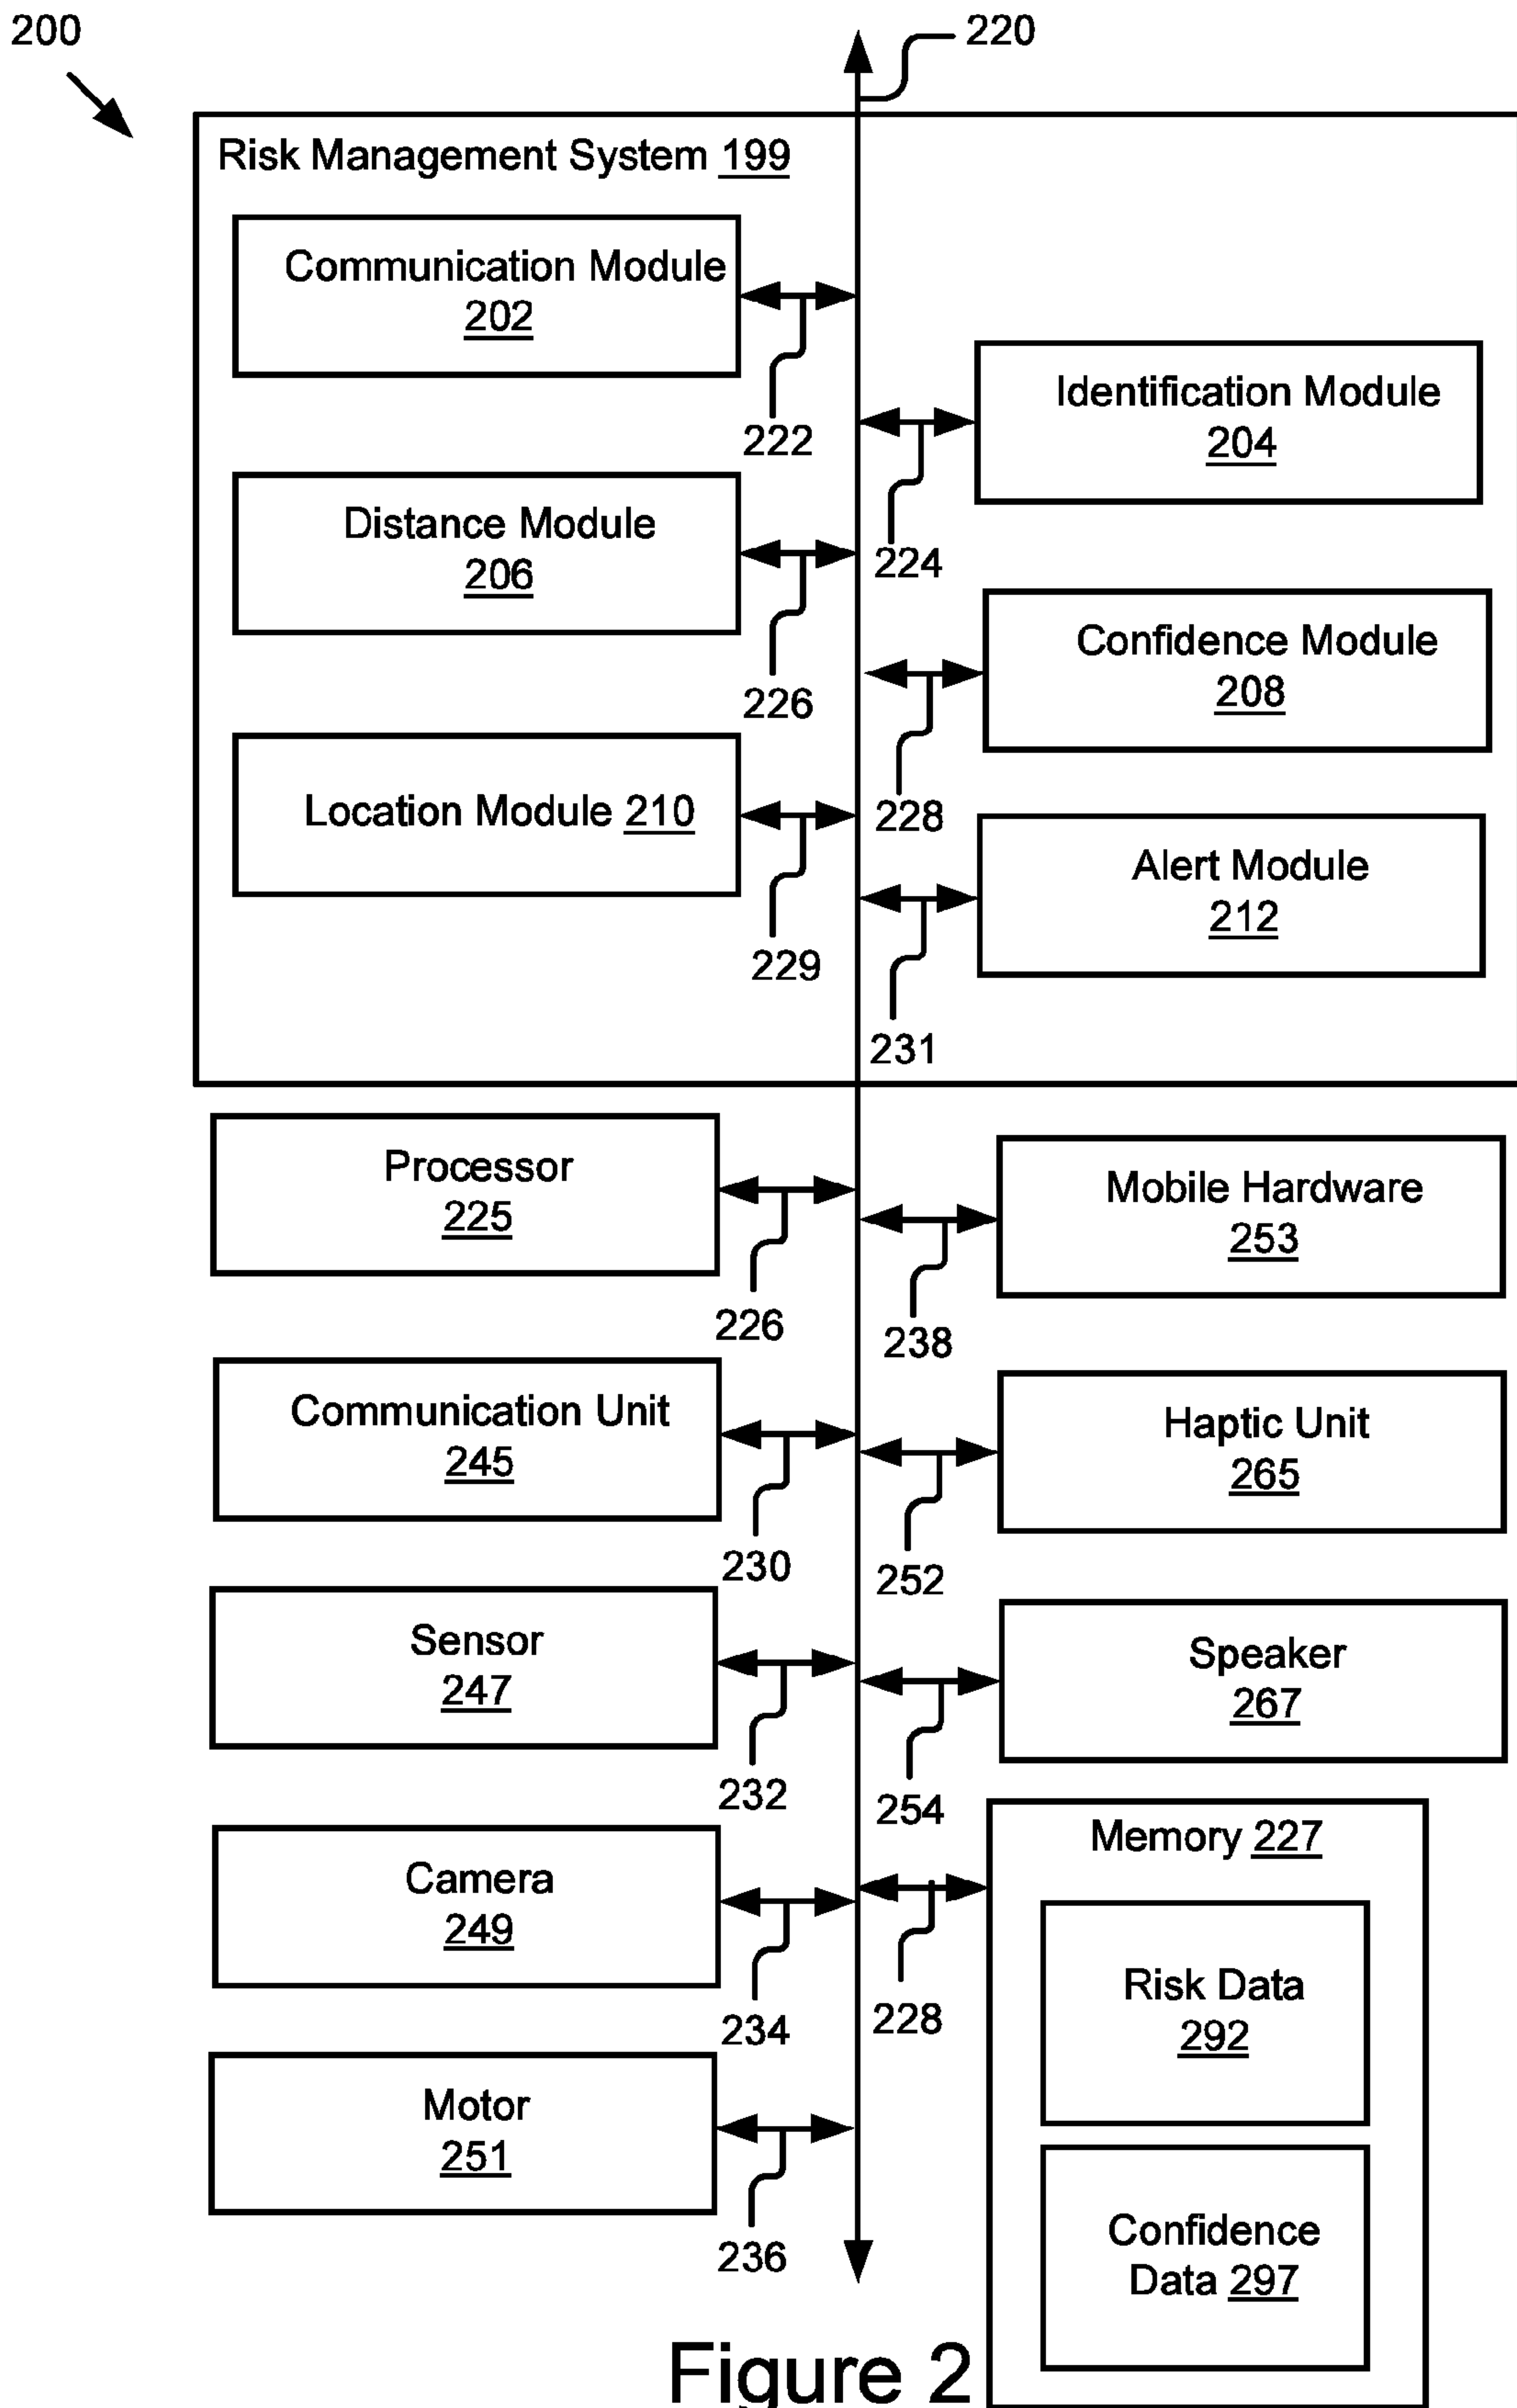 200
220
Risk Management System 199
Communication Module
202
222
Identification Module
204
224
Distance Module
206
226
Confidence Module
208
228
Location Module 210
229
Alert Module
212
231
Processor
225
226
Mobile Hardware
253
238
Communication Unit
245
230
Haptic Unit
265
252
Sensor
247
232
Speaker
267
254
Camera
249
234
Memory 227
228
Risk Data
292
Motor
251
236
Confidence
Data 297
Figure 2